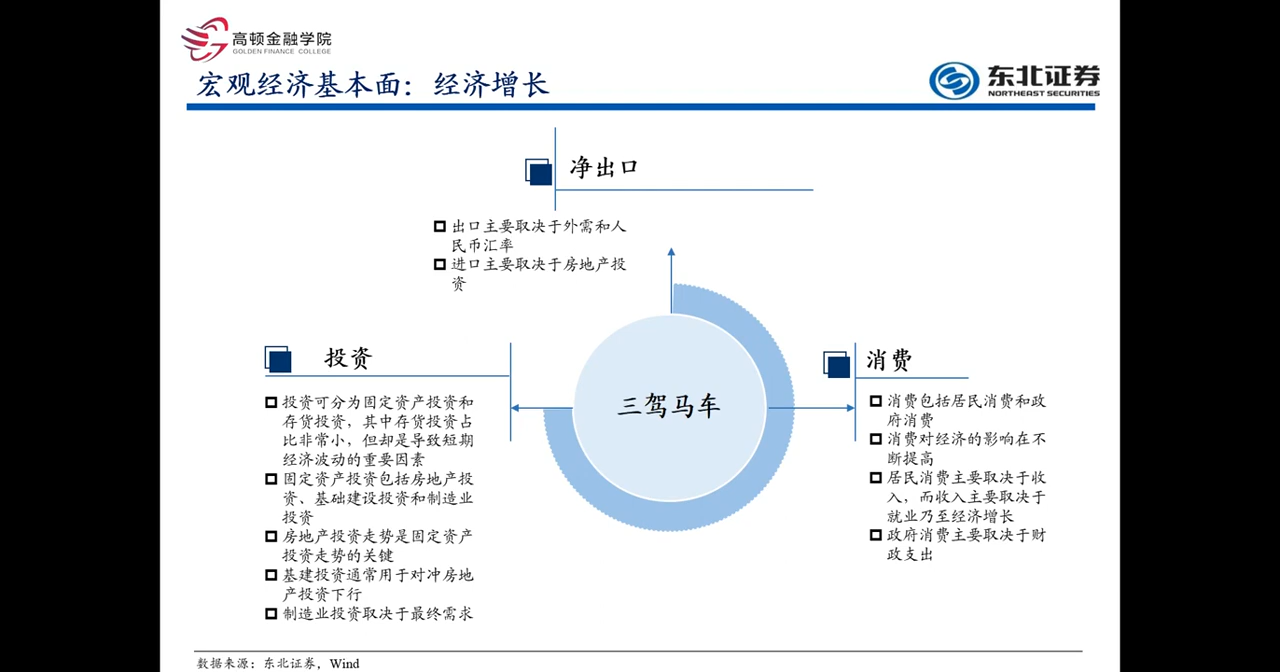 高顿金融学院
GOLDEN FINANCE COLLEGE
宏观经济基本面：经济增长
东北证券
NORTHEAST SECURITIES
净出口
出口主要取决于外需和人
民币汇率
进口主要取决于房地产投
资
投资
投资可分为固定资产投资和
存货投资，其中存货投资占
比非常小，但却是导致短期
经济波动的重要因素
固定资产投资包括房地产投
资、基础建设投资和制造业
投资
房地产投资走势是固定资产
投资走势的关键
基建投资通常用于对冲房地
产投资下行
制造业投资取决于最终需求
三驾马车
消费
消费包括居民消费和政
府消费
消费对经济的影响在不
断提高
居民消费主要取决于收
入，而收入主要取决于
就业乃至经济增长
政府消费主要取决于财
政支出
数据来源：东北证券，Wind